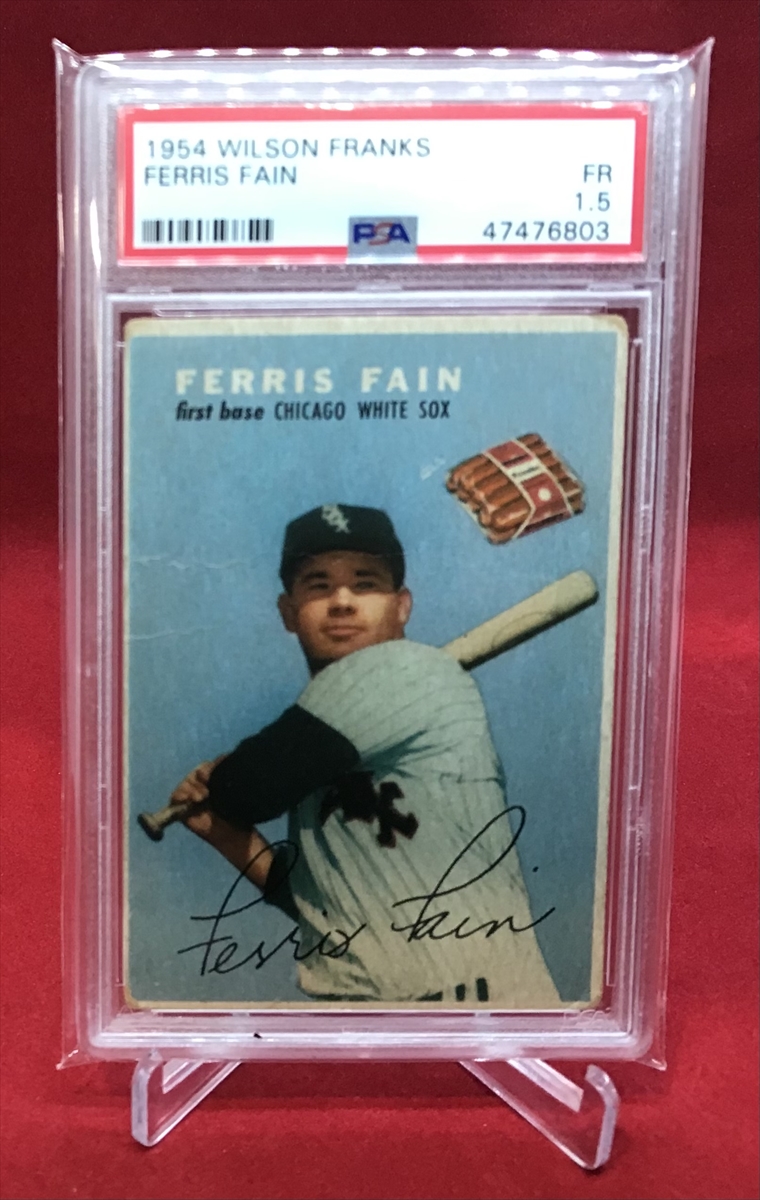 1954 WILSON FRANKS
FERRIS FAIN FR
1.5
PSA 47476803
FERRIS FAIN
first base CHICAGO WHITE SOX
SOX
Ferris Fain